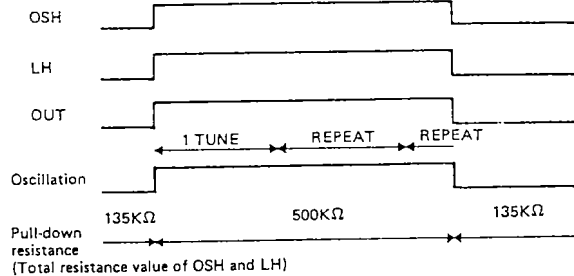 OSH
LH
OUT
1 TUNE REPEAT REPEAT
Oscillation
135KΩ 500KΩ 135KΩ
Pull-down
resistance
(Total resistance value of OSH and LH)